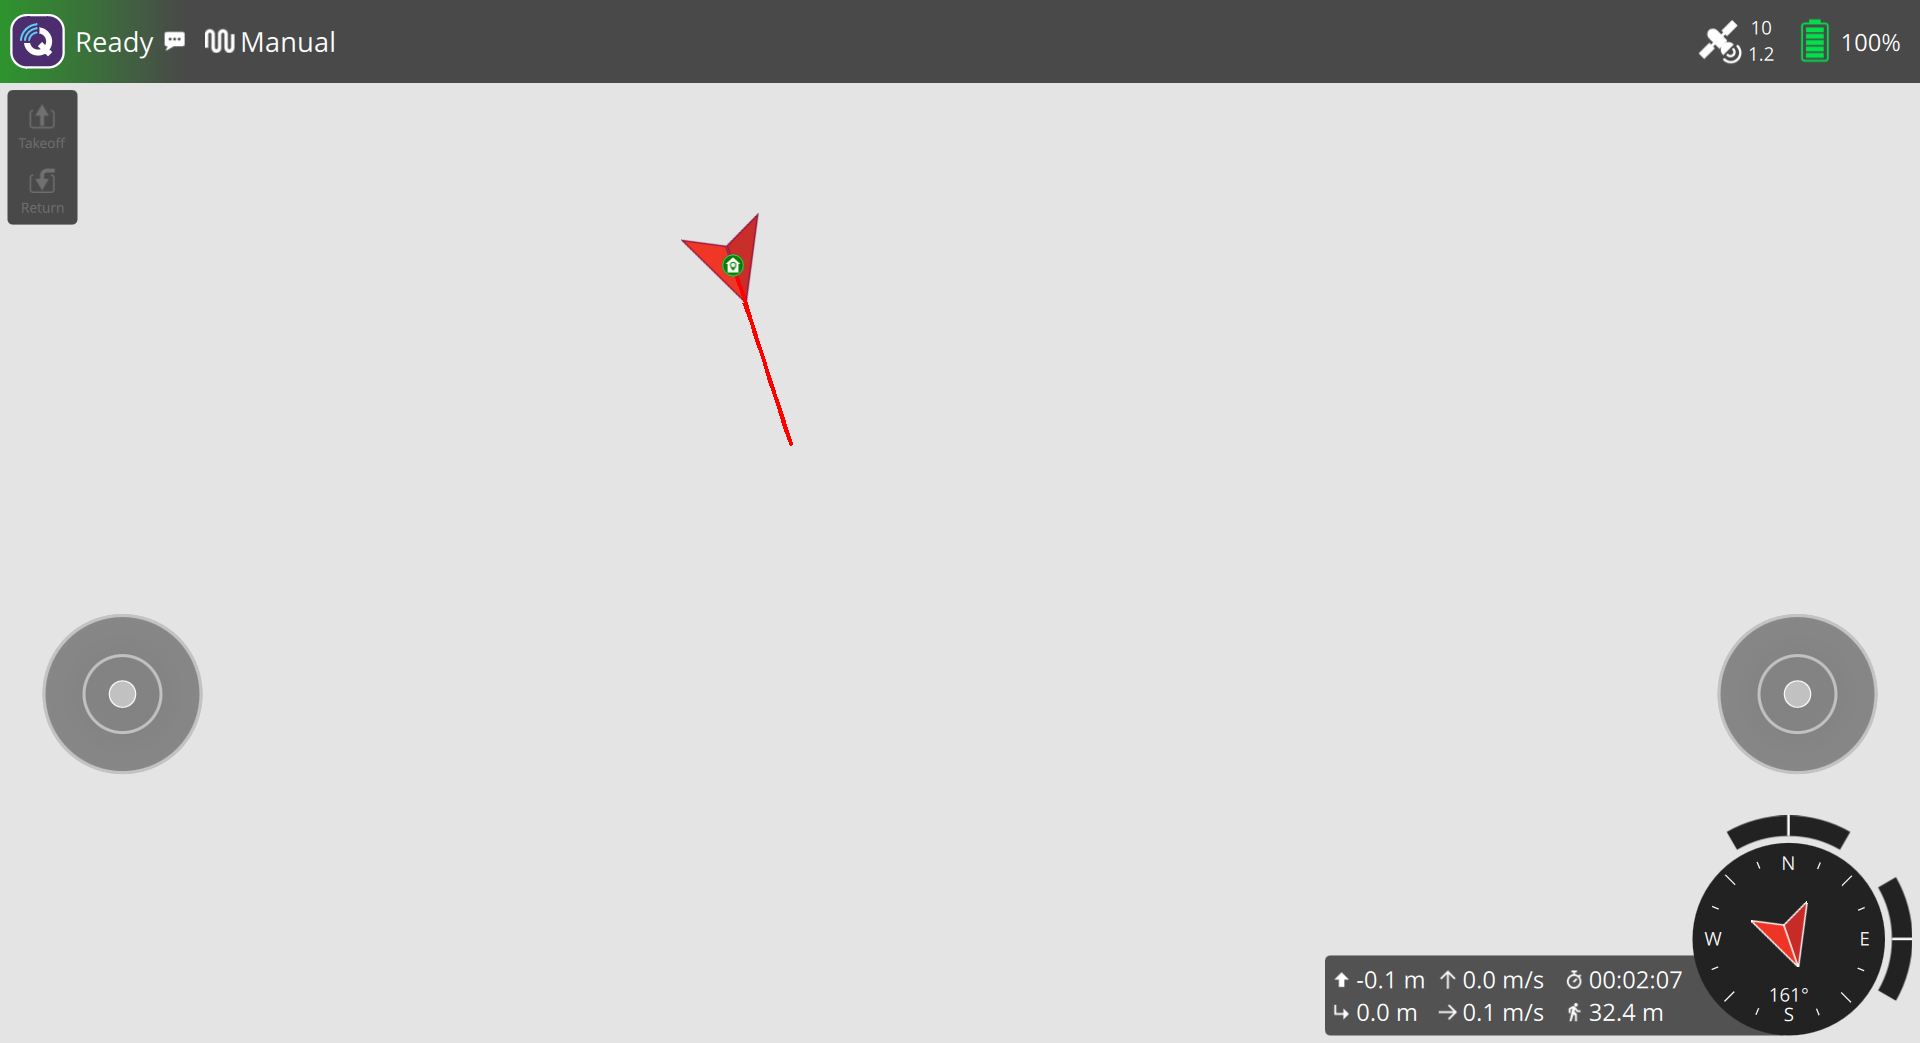 Ready Manual
10
1.2
100%
Takeoff
Return
N
W E
161°
S
-0.1 m 0.0 m/s 00:02:07
0.0 m 0.1 m/s 32.4 m